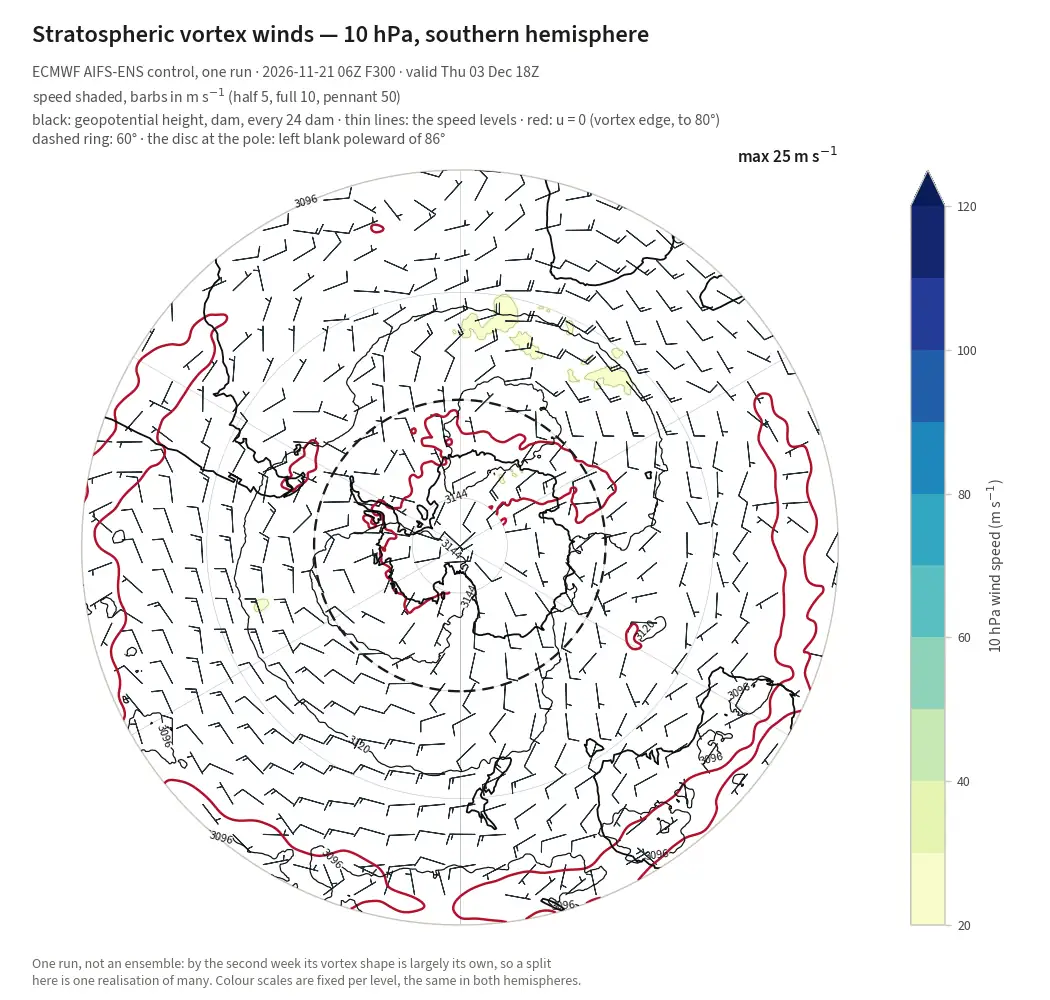 Stratospheric vortex winds — 10 hPa, southern hemisphere
ECMWF AIFS-ENS control, one run · 2026-11-21 06Z F300 · valid Thu 03 Dec 18Z
speed shaded, barbs in m s⁻¹ (half 5, full 10, pennant 50)
black: geopotential height, dam, every 24 dam · thin lines: the speed levels · red: u = 0 (vortex edge, to 80°)
dashed ring: 60° · the disc at the pole: left blank poleward of 86°
max 25 m s⁻¹
3096
120
100
80
60
40
20
10 hPa wind speed (m s⁻¹)
3144
3144
3144
3120
3096
3096
3120
3096
3096
3096
3096
3096
One run, not an ensemble: by the second week its vortex shape is largely its own, so a split
here is one realisation of many. Colour scales are fixed per level, the same in both hemispheres.